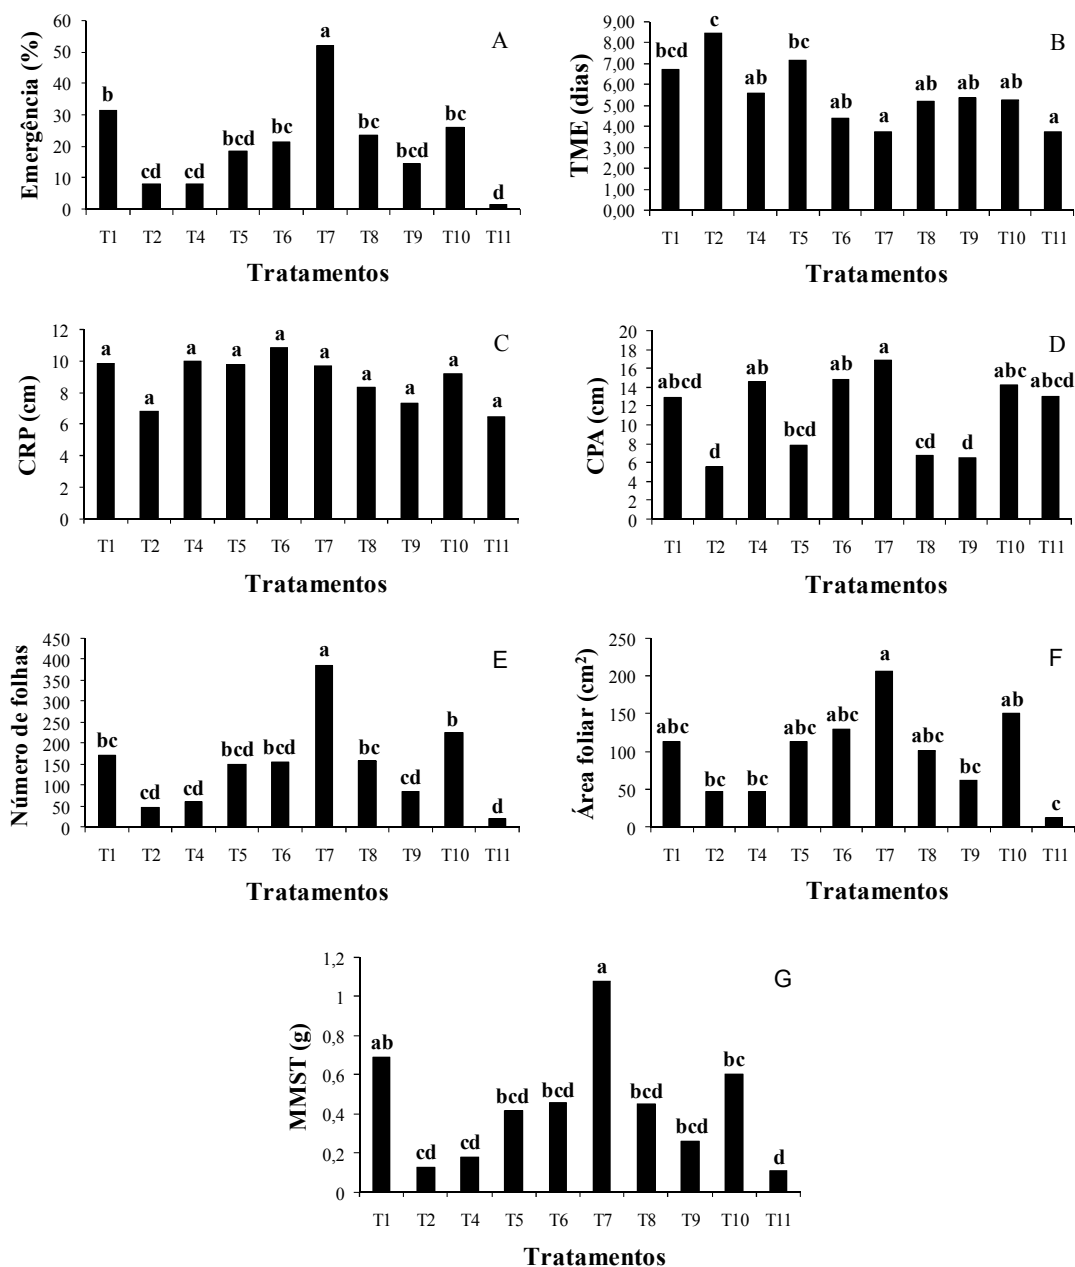 A
Emergência (%)
60
50
40
30
20
10
0
b
cd
cd
bcd
bc
a
bc
bcd
bc
d
T1 T2 T4 T5 T6 T7 T8 T9 T10 T11
Tratamentos
B
TME (dias)
9,00
8,00
7,00
6,00
5,00
4,00
3,00
2,00
1,00
0,00
bcd
c
ab
bc
ab
a
ab
ab
ab
a
T1 T2 T4 T5 T6 T7 T8 T9 T10 T11
Tratamentos
C
CRP (cm)
12
10
8
6
4
2
0
a
a
a
a
a
a
a
a
a
a
T1 T2 T4 T5 T6 T7 T8 T9 T10 T11
Tratamentos
D
CPA (cm)
20
18
16
14
12
10
8
6
4
2
0
abcd
d
ab
bcd
ab
a
cd
d
abc
abcd
T1 T2 T4 T5 T6 T7 T8 T9 T10 T11
Tratamentos
E
Número de folhas
450
400
350
300
250
200
150
100
50
0
bc
cd
cd
bcd
bcd
a
bc
cd
b
d
T1 T2 T4 T5 T6 T7 T8 T9 T10 T11
Tratamentos
F
Área foliar (cm²)
250
200
150
100
50
0
abc
bc
bc
abc
abc
a
abc
bc
ab
c
T1 T2 T4 T5 T6 T7 T8 T9 T10 T11
Tratamentos
G
MMST (g)
1,2
1
0,8
0,6
0,4
0,2
0
ab
cd
cd
bcd
bcd
a
bcd
bcd
bc
d
T1 T2 T4 T5 T6 T7 T8 T9 T10 T11
Tratamentos